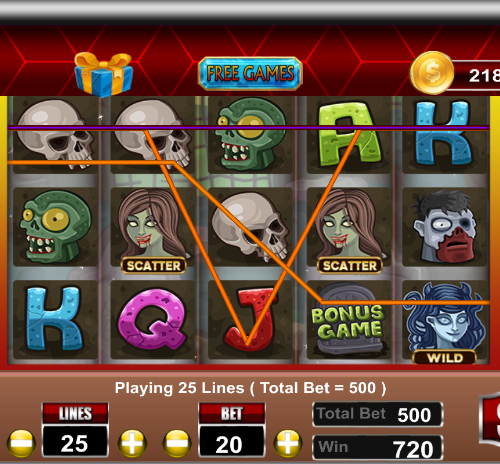 FREE GAMES
218
A K
SCATTER SCATTER
K Q J BONUS
GAME
WILD
Playing 25 Lines ( Total Bet = 500 )
LINES BET Total Bet 500
25 20 Win 720